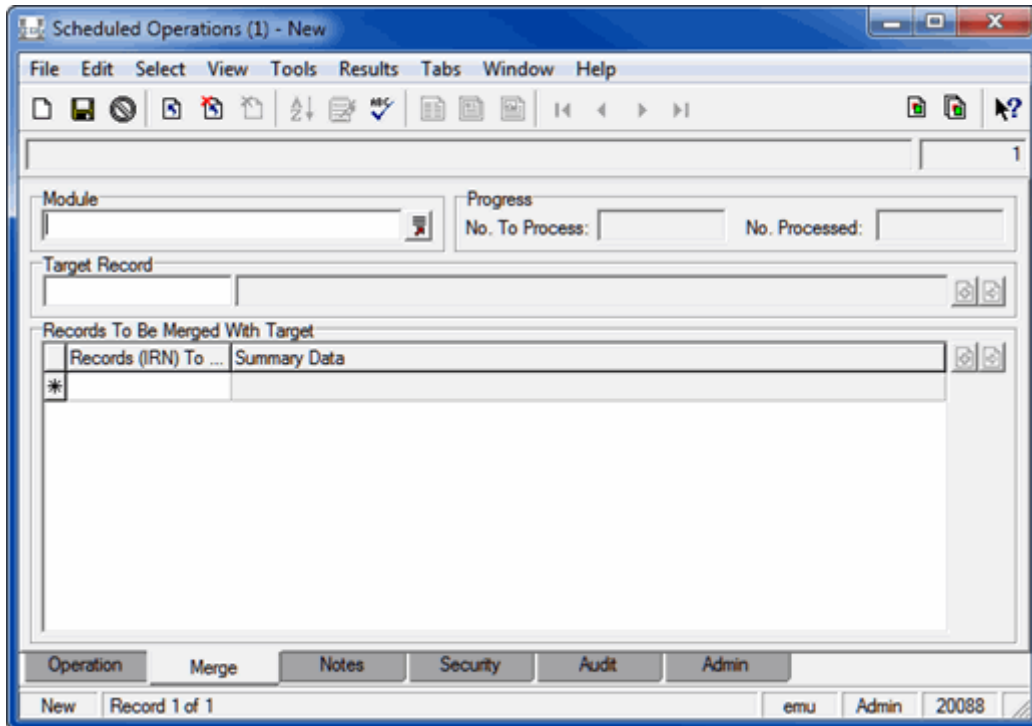 Scheduled Operations (1) - New
File Edit Select View Tools Results Tabs Window Help
ABC
1
Module
Progress
No. To Process:
No. Processed:
Target Record
Records To Be Merged With Target
Records (IRN) To ... Summary Data
Operation Merge Notes Security Audit Admin
New Record 1 of 1 emu Admin 20088